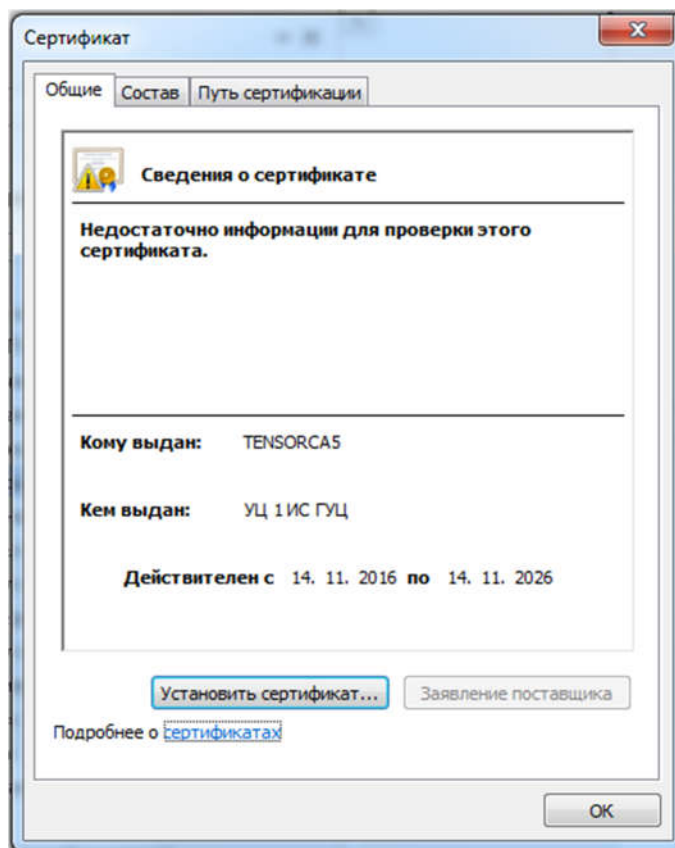 Сертификат
Общие Состав Путь сертификации
Сведения о сертификате
Недостаточно информации для проверки этого
сертификата.
Кому выдан: TENSORCA5
Кем выдан: УЦ 1 ИС ГУЦ
Действителен с 14. 11. 2016 по 14. 11. 2026
Установить сертификат... Заявление поставщика
Подробнее о сертификатах
ОК